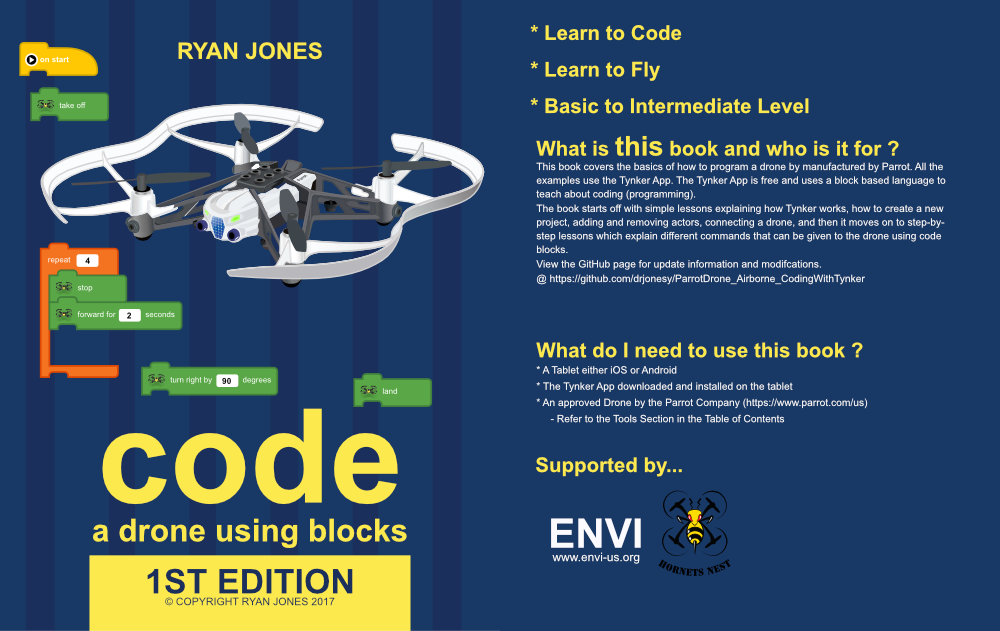 RYAN JONES
on start
take off
repeat 4
stop
forward for 2 seconds
turn right by 90 degrees
land
code
a drone using blocks
1ST EDITION
© COPYRIGHT RYAN JONES 2017
* Learn to Code
* Learn to Fly
* Basic to Intermediate Level
What is this book and who is it for ?
This book covers the basics of how to program a drone by manufactured by Parrot. All the
examples use the Tynker App. The Tynker App is free and uses a block based language to
teach about coding (programming).
The book starts off with simple lessons explaining how Tynker works, how to create a new
project, adding and removing actors, connecting a drone, and then it moves on to step-by-
step lessons which explain different commands that can be given to the drone using code
blocks.
View the GitHub page for update information and modifcations.
@ https://github.com/drjonesy/ParrotDrone_Airborne_CodingWithTynker
What do I need to use this book ?
* A Tablet either iOS or Android
* The Tynker App downloaded and installed on the tablet
* An approved Drone by the Parrot Company (https://www.parrot.com/us)
- Refer to the Tools Section in the Table of Contents
Supported by...
ENVI
www.envi-us.org
HORNETS NEST